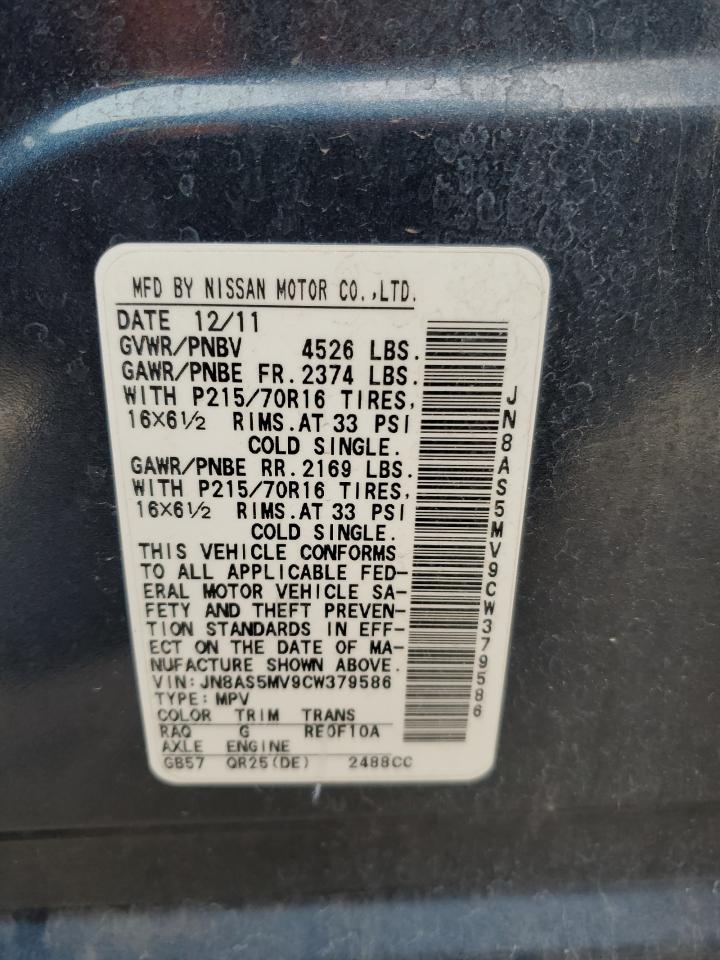 MFD BY NISSAN MOTOR CO.,LTD.
DATE 12/11
GVWR/PNBV 4526 LBS.
GAWR/PNBE FR. 2374 LBS.
WITH P215/70R16 TIRES,
16X6½ RIMS.AT 33 PSI
COLD SINGLE.
GAWR/PNBE RR. 2169 LBS.
WITH P215/70R16 TIRES,
16X6½ RIMS.AT 33 PSI
COLD SINGLE.
THIS VEHICLE CONFORMS
TO ALL APPLICABLE FED-
ERAL MOTOR VEHICLE SA-
FETY AND THEFT PREVEN-
TION STANDARDS IN EFF-
ECT ON THE DATE OF MA-
NUFACTURE SHOWN ABOVE.
VIN:JN8AS5MV9CW379586
TYPE:MPV
COLOR TRIM TRANS
RAQ G RE0F10A
AXLE ENGINE
GB57 QR25(DE) 2488CC
JN8AS5MV9CW379586